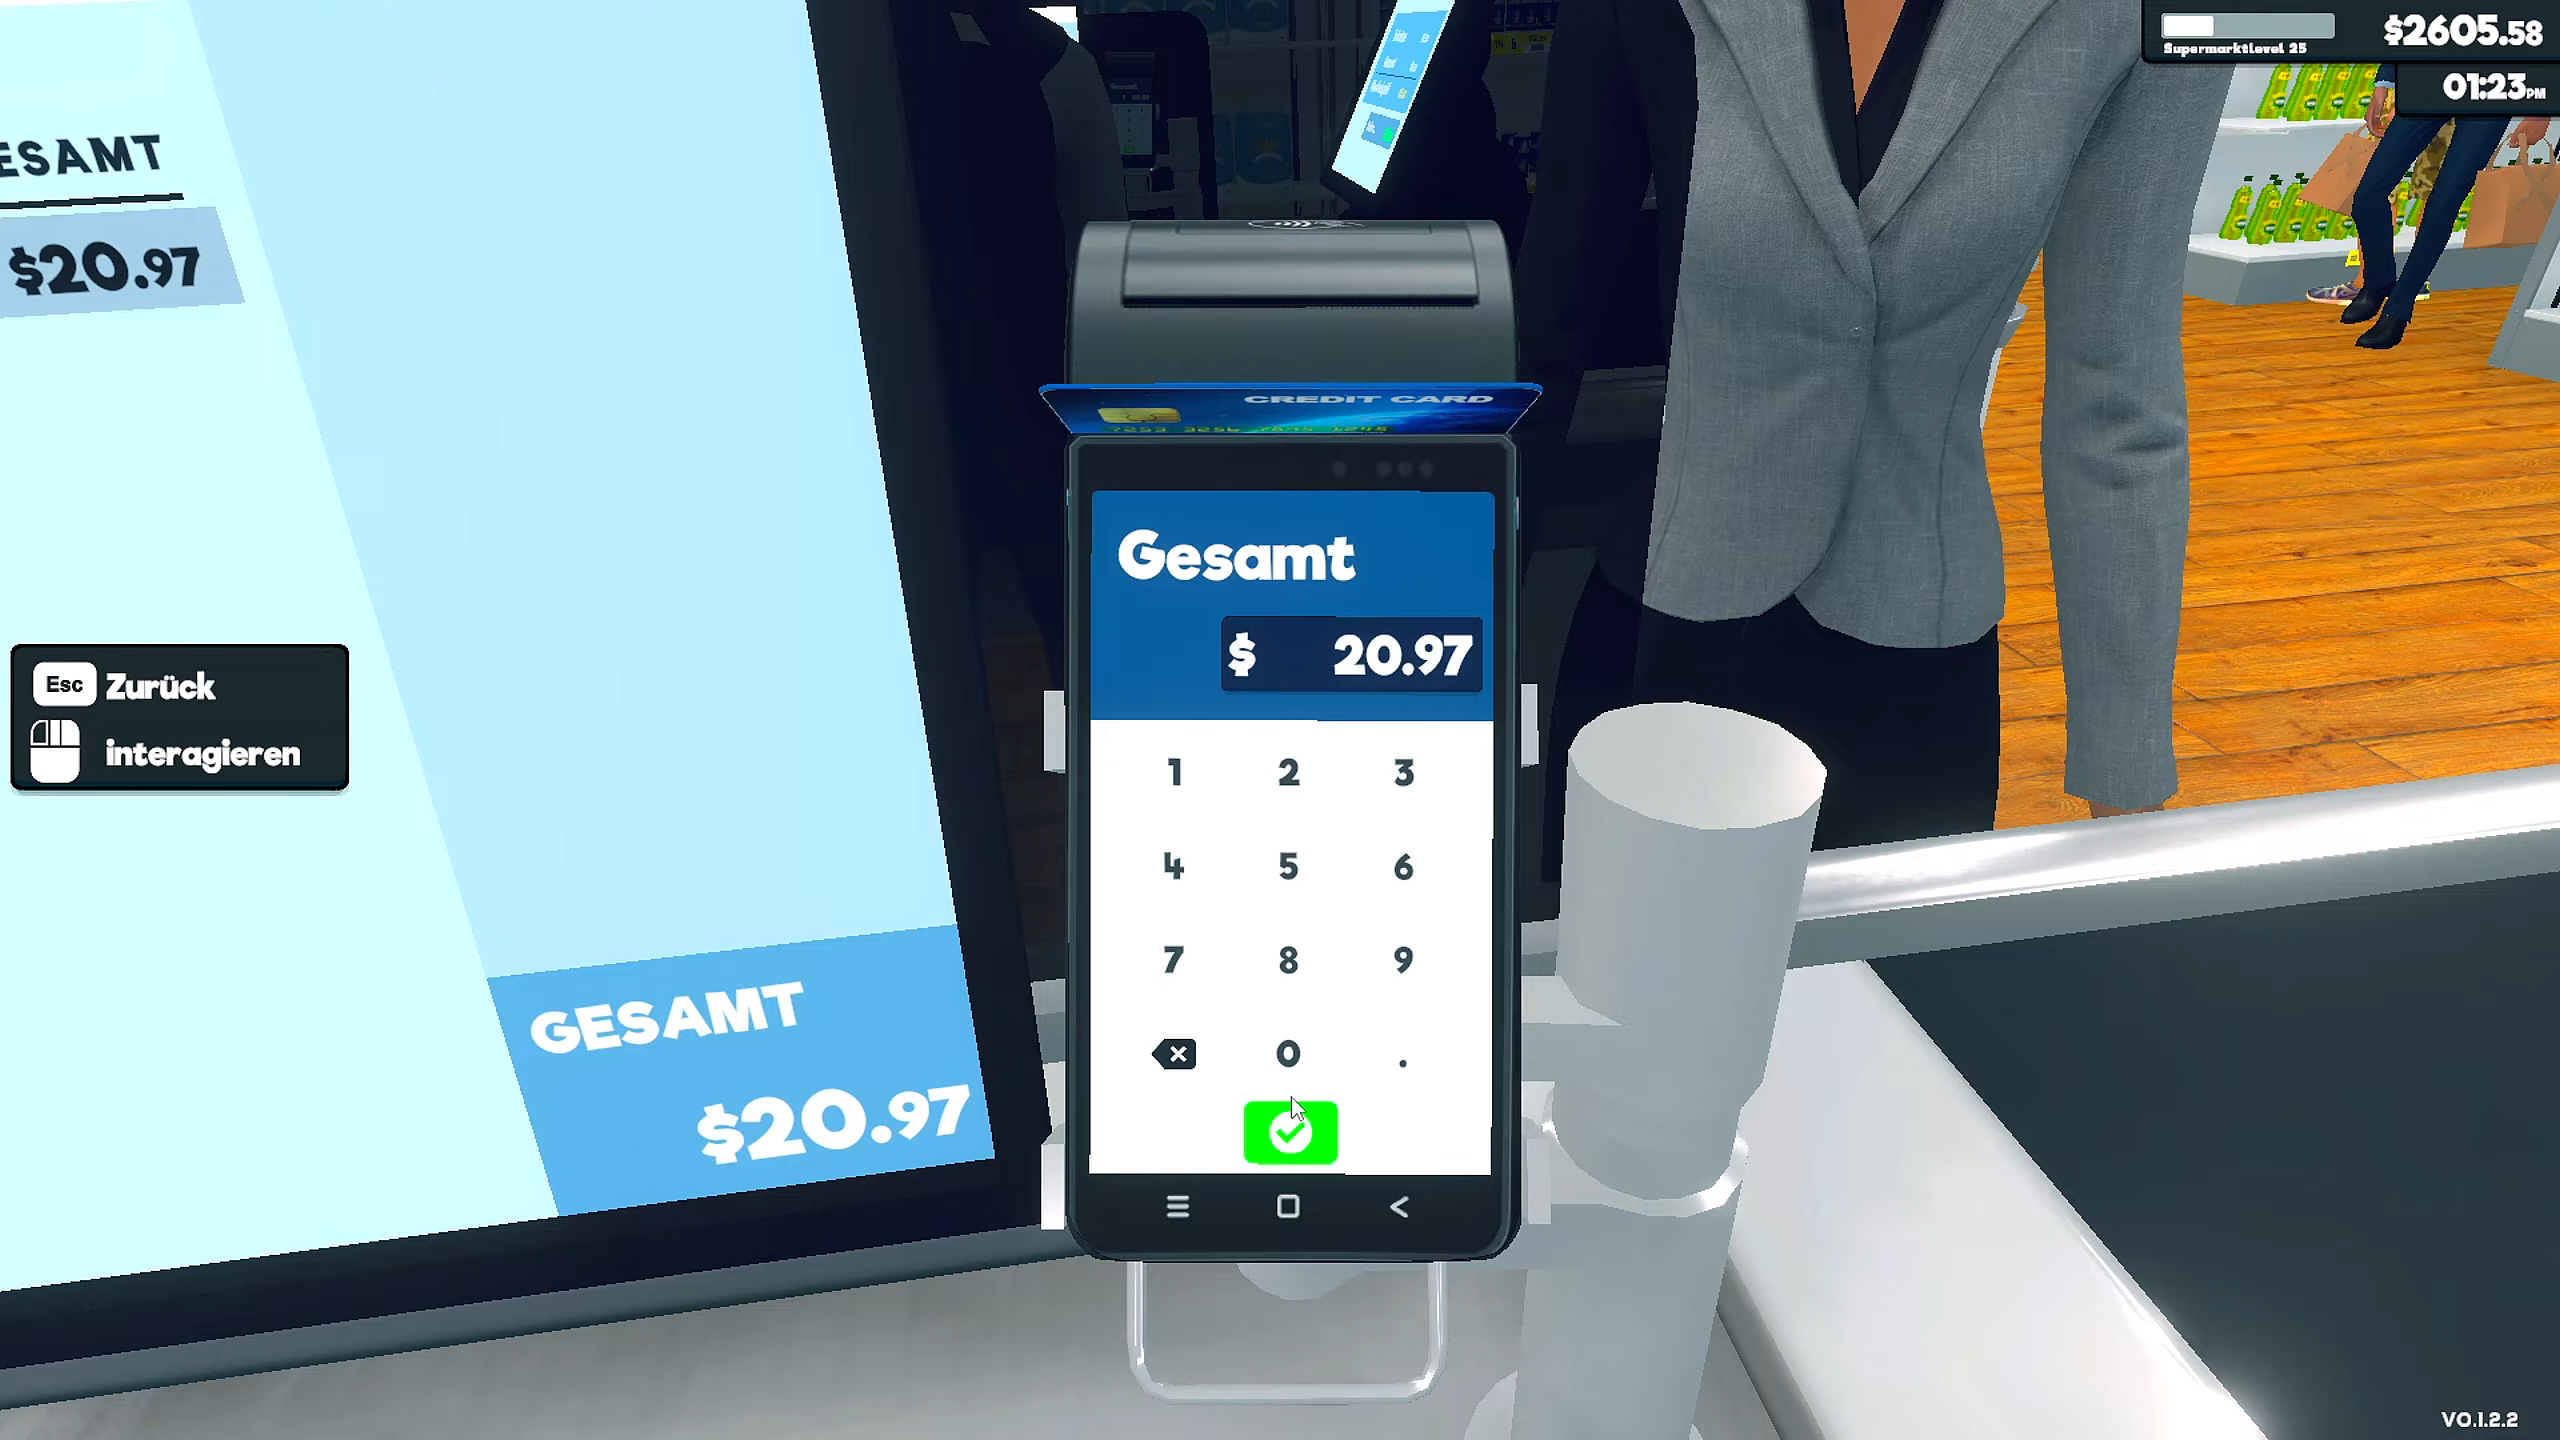 ESAMT
$20.97
Esc Zurück
interagieren
GESAMT
$20.97
CREDIT CARD
Gesamt
$ 20.97
1 2 3
4 5 6
7 8 9
0 .
$2605.58
Supermarktlevel 25
01:23PM
V0.1.2.2